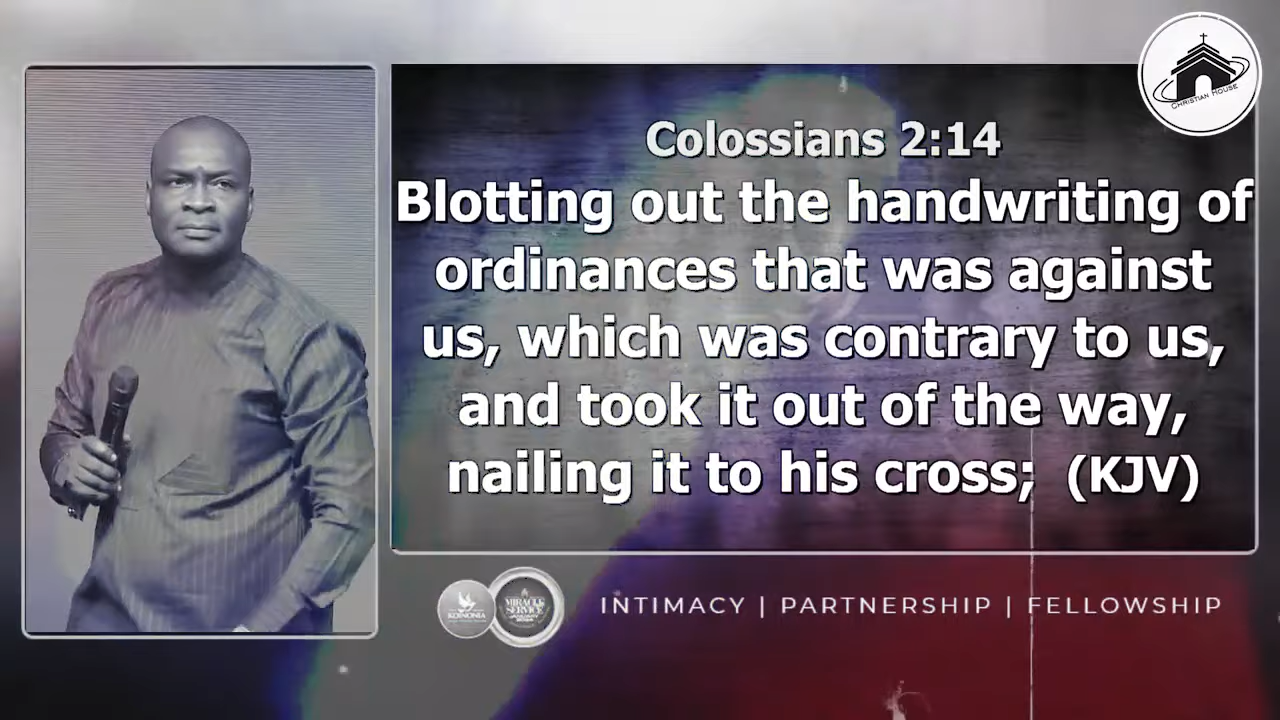 CHRISTIAN HOUSE
Colossians 2:14
Blotting out the handwriting of
ordinances that was against
us, which was contrary to us,
and took it out of the way,
nailing it to his cross;  (KJV)
KOINONIA
MIRACLE
SERVICE
INTIMACY | PARTNERSHIP | FELLOWSHIP